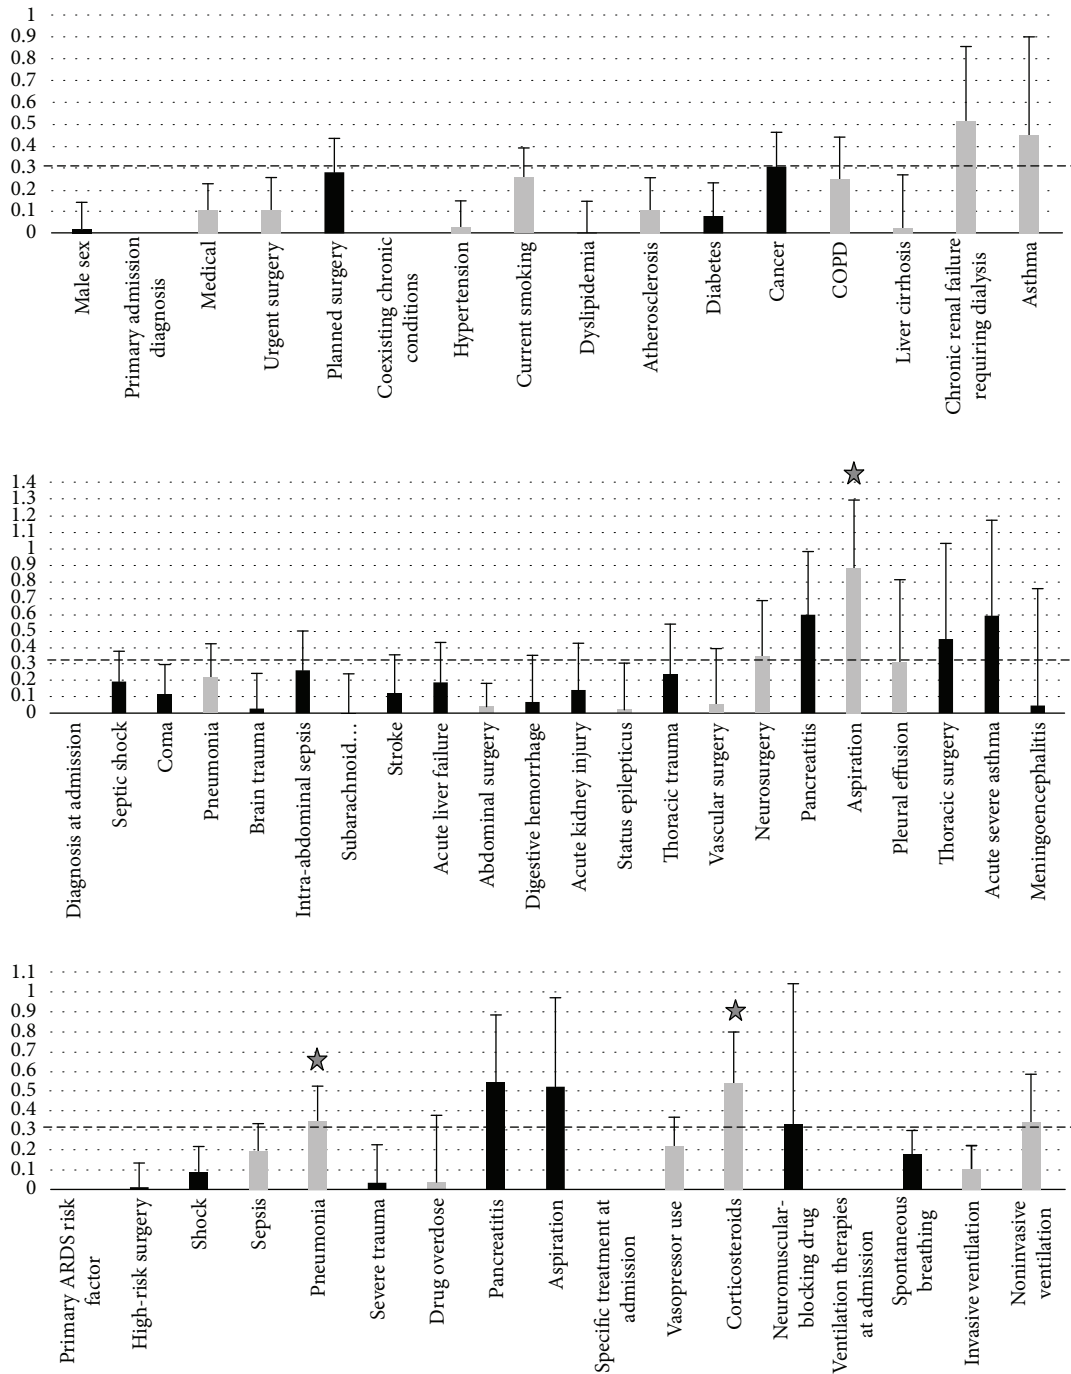 1
0.9
0.8
0.7
0.6
0.5
0.4
0.3
0.2
0.1
0
Male sex
Primary admission
diagnosis
Medical
Urgent surgery
Planned surgery
Coexisting chronic
conditions
Hypertension
Current smoking
Dyslipidemia
Atherosclerosis
Diabetes
Cancer
COPD
Liver cirrhosis
Chronic renal failure
requiring dialysis
Asthma
1.4
1.3
1.2
1.1
1
0.9
0.8
0.7
0.6
0.5
0.4
0.3
0.2
0.1
0
Diagnosis at admission
Septic shock
Coma
Pneumonia
Brain trauma
Intra-abdominal sepsis
Subarachnoid…
Stroke
Acute liver failure
Abdominal surgery
Digestive hemorrhage
Acute kidney injury
Status epilepticus
Thoracic trauma
Vascular surgery
Neurosurgery
Pancreatitis
Aspiration
Pleural effusion
Thoracic surgery
Acute severe asthma
Meningoencephalitis
1.1
1
0.9
0.8
0.7
0.6
0.5
0.4
0.3
0.2
0.1
0
Primary ARDS risk
factor
High-risk surgery
Shock
Sepsis
Pneumonia
Severe trauma
Drug overdose
Pancreatitis
Aspiration
Specific treatment at
admission
Vasopressor use
Corticosteroids
Neuromuscular-
blocking drug
Ventilation therapies
at admission
Spontaneous
breathing
Invasive ventilation
Noninvasive
ventilation